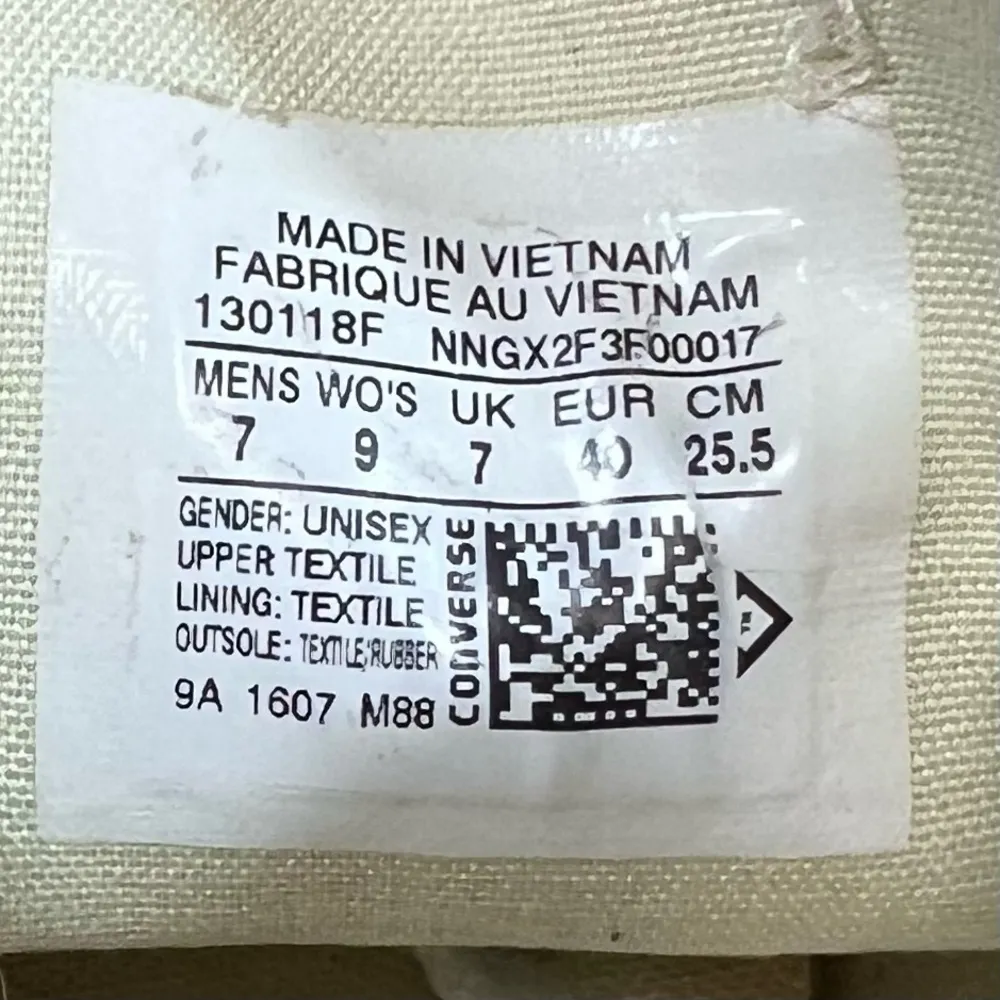 MADE IN VIETNAM
FABRIQUE AU VIETNAM
130118F NNGX2F3F00017
MENS WO'S UK EUR CM
7 9 7 40 25.5
GENDER: UNISEX
UPPER TEXTILE
LINING: TEXTILE
OUTSOLE: TEXTILE/RUBBER
9A 1607 M88
CONVERSE
TM